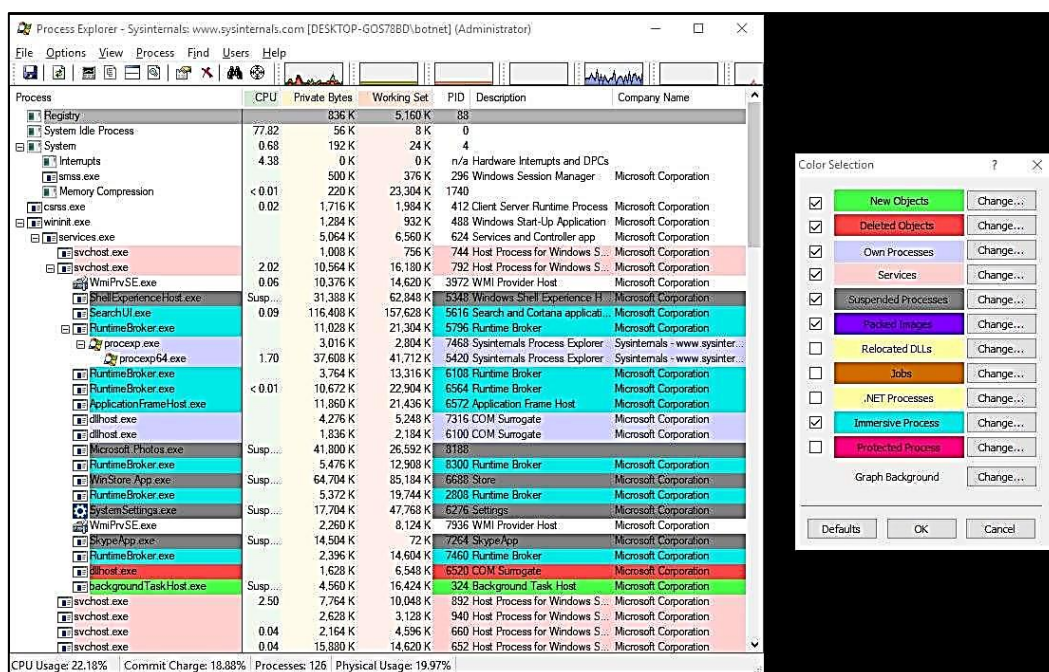 Process Explorer - Sysinternals: www.sysinternals.com [DESKTOP-GOS78BD\botnet] (Administrator)
File Options View Process Find Users Help
Process CPU Private Bytes Working Set PID Description Company Name
Registry 836 K 5,160 K 88
System Idle Process 77.82 56 K 8 K 0
System 0.68 192 K 24 K 4
Interrupts 4.38 0 K 0 K n/a Hardware Interrupts and DPCs
smss.exe 500 K 376 K 296 Windows Session Manager Microsoft Corporation
Memory Compression < 0.01 220 K 23,304 K 1740
csrss.exe 0.02 1,716 K 1,984 K 412 Client Server Runtime Process Microsoft Corporation
wininit.exe 1,284 K 932 K 488 Windows Start-Up Application Microsoft Corporation
services.exe 5,064 K 6,560 K 624 Services and Controller app Microsoft Corporation
svchost.exe 1,008 K 756 K 744 Host Process for Windows S... Microsoft Corporation
svchost.exe 2.02 10,564 K 16,180 K 792 Host Process for Windows S... Microsoft Corporation
WmiPrvSE.exe 0.06 10,376 K 14,620 K 3972 WMI Provider Host Microsoft Corporation
ShellExperienceHost.exe Susp... 31,388 K 62,848 K 5348 Windows Shell Experience H... Microsoft Corporation
SearchUI.exe 0.09 116,408 K 157,628 K 5616 Search and Cortana applicati... Microsoft Corporation
RuntimeBroker.exe 11,028 K 21,304 K 5796 Runtime Broker Microsoft Corporation
procexp.exe 3,016 K 2,804 K 7468 Sysinternals Process Explorer Sysinternals - www.sysinter...
procexp64.exe 1.70 37,608 K 41,712 K 5420 Sysinternals Process Explorer Sysinternals - www.sysinter...
RuntimeBroker.exe 3,764 K 13,316 K 6108 Runtime Broker Microsoft Corporation
RuntimeBroker.exe < 0.01 10,672 K 22,904 K 6564 Runtime Broker Microsoft Corporation
ApplicationFrameHost.exe 11,860 K 21,436 K 6572 Application Frame Host Microsoft Corporation
dllhost.exe 4,276 K 5,248 K 7316 COM Surrogate Microsoft Corporation
dllhost.exe 1,836 K 2,184 K 6100 COM Surrogate Microsoft Corporation
Microsoft.Photos.exe Susp... 41,800 K 26,592 K 8188
RuntimeBroker.exe 5,476 K 12,908 K 8300 Runtime Broker Microsoft Corporation
WinStore.App.exe Susp... 64,704 K 85,184 K 6688 Store Microsoft Corporation
RuntimeBroker.exe 5,372 K 19,744 K 2808 Runtime Broker Microsoft Corporation
SystemSettings.exe Susp... 17,704 K 47,768 K 6276 Settings Microsoft Corporation
WmiPrvSE.exe 2,260 K 8,124 K 7936 WMI Provider Host Microsoft Corporation
SkypeApp.exe Susp... 14,504 K 72 K 7264 SkypeApp Microsoft Corporation
RuntimeBroker.exe 2,396 K 14,604 K 7460 Runtime Broker Microsoft Corporation
dllhost.exe 1,628 K 6,548 K 6520 COM Surrogate Microsoft Corporation
backgroundTaskHost.exe Susp... 4,560 K 16,424 K 324 Background Task Host Microsoft Corporation
svchost.exe 2.50 7,764 K 10,048 K 892 Host Process for Windows S... Microsoft Corporation
svchost.exe 2,628 K 3,128 K 940 Host Process for Windows S... Microsoft Corporation
svchost.exe 0.04 2,164 K 4,596 K 660 Host Process for Windows S... Microsoft Corporation
svchost.exe 0.04 15,880 K 14,620 K 652 Host Process for Windows S... Microsoft Corporation
CPU Usage: 22.18% Commit Charge: 18.88% Processes: 126 Physical Usage: 19.97%
Color Selection ?
New Objects Change...
Deleted Objects Change...
Own Processes Change...
Services Change...
Suspended Processes Change...
Packed Images Change...
Relocated DLLs Change...
Jobs Change...
.NET Processes Change...
Immersive Process Change...
Protected Process Change...
Graph Background Change...
Defaults OK Cancel